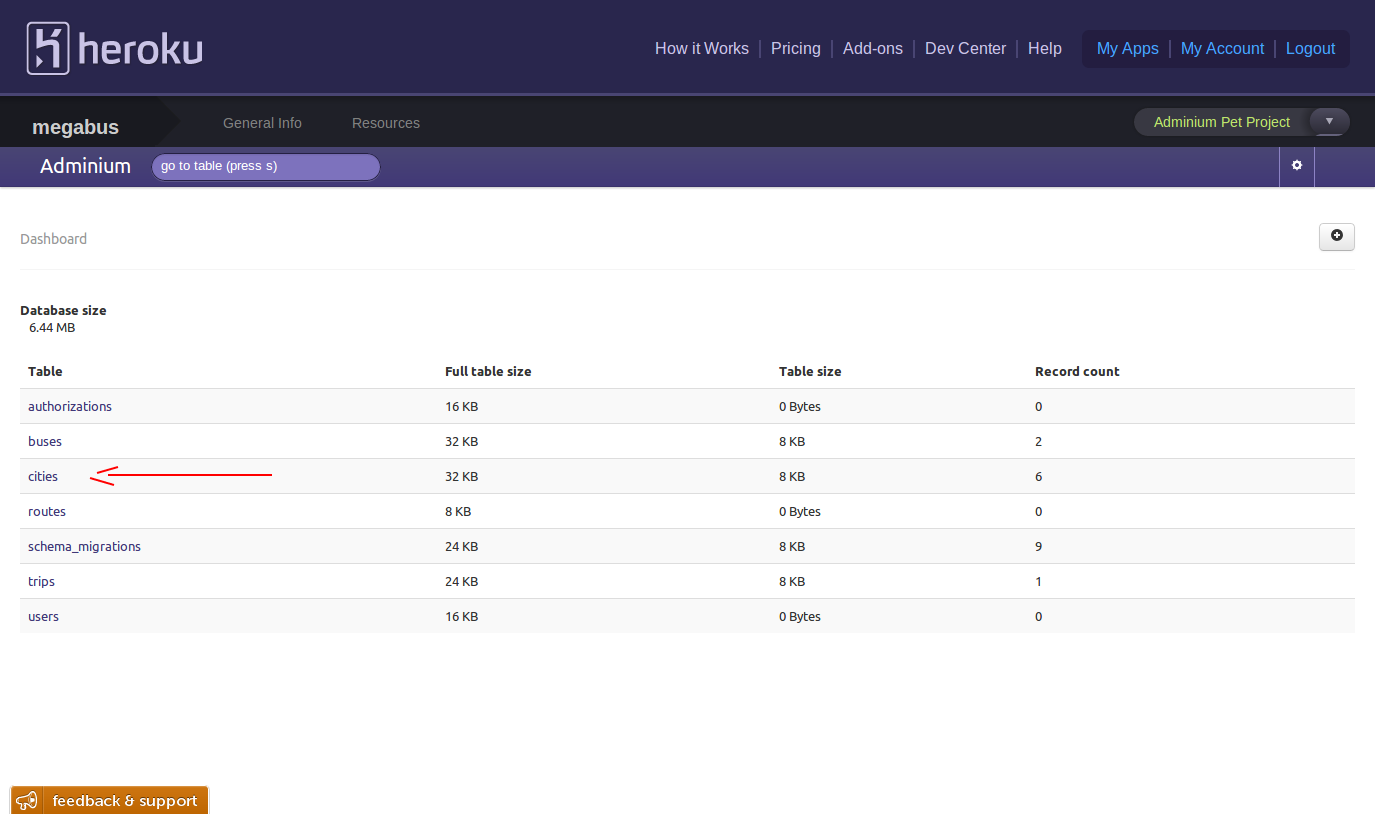 heroku
How it Works Pricing Add-ons Dev Center Help My Apps My Account Logout
megabus General Info Resources Adminium Pet Project
Adminium go to table (press s)
Dashboard
Database size
6.44 MB
Table Full table size Table size Record count
authorizations 16 KB 0 Bytes 0
buses 32 KB 8 KB 2
cities 32 KB 8 KB 6
routes 8 KB 0 Bytes 0
schema_migrations 24 KB 8 KB 9
trips 24 KB 8 KB 1
users 16 KB 0 Bytes 0
feedback & support